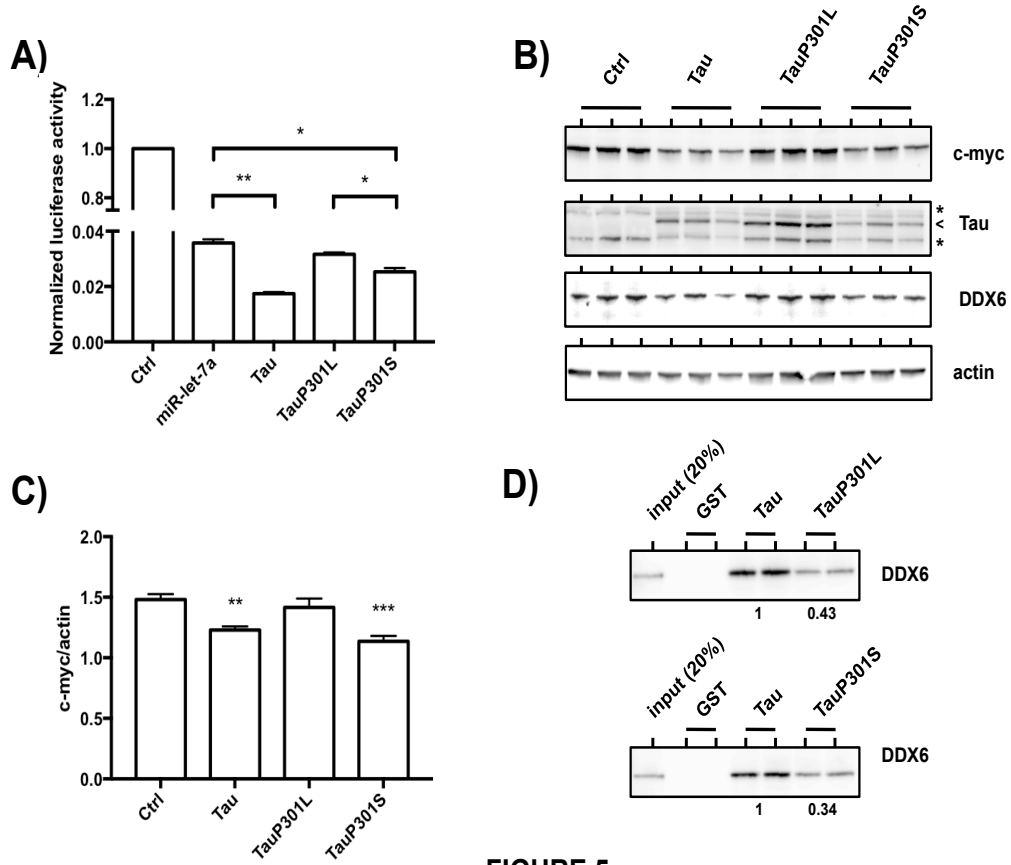 A)
Normalized luciferase activity
1.2
1.0
0.8
0.04
0.02
0.00
*
**
*
Ctrl
miR-let-7a
Tau
TauP301L
TauP301S
B)
Ctrl
Tau
TauP301L
TauP301S
c-myc
*
<
*
Tau
DDX6
actin
C)
c-myc/actin
2.0
1.5
1.0
0.5
0.0
**
***
Ctrl
Tau
TauP301L
TauP301S
D)
input (20%)
GST
Tau
TauP301L
DDX6
1
0.43
input (20%)
GST
Tau
TauP301S
DDX6
1
0.34